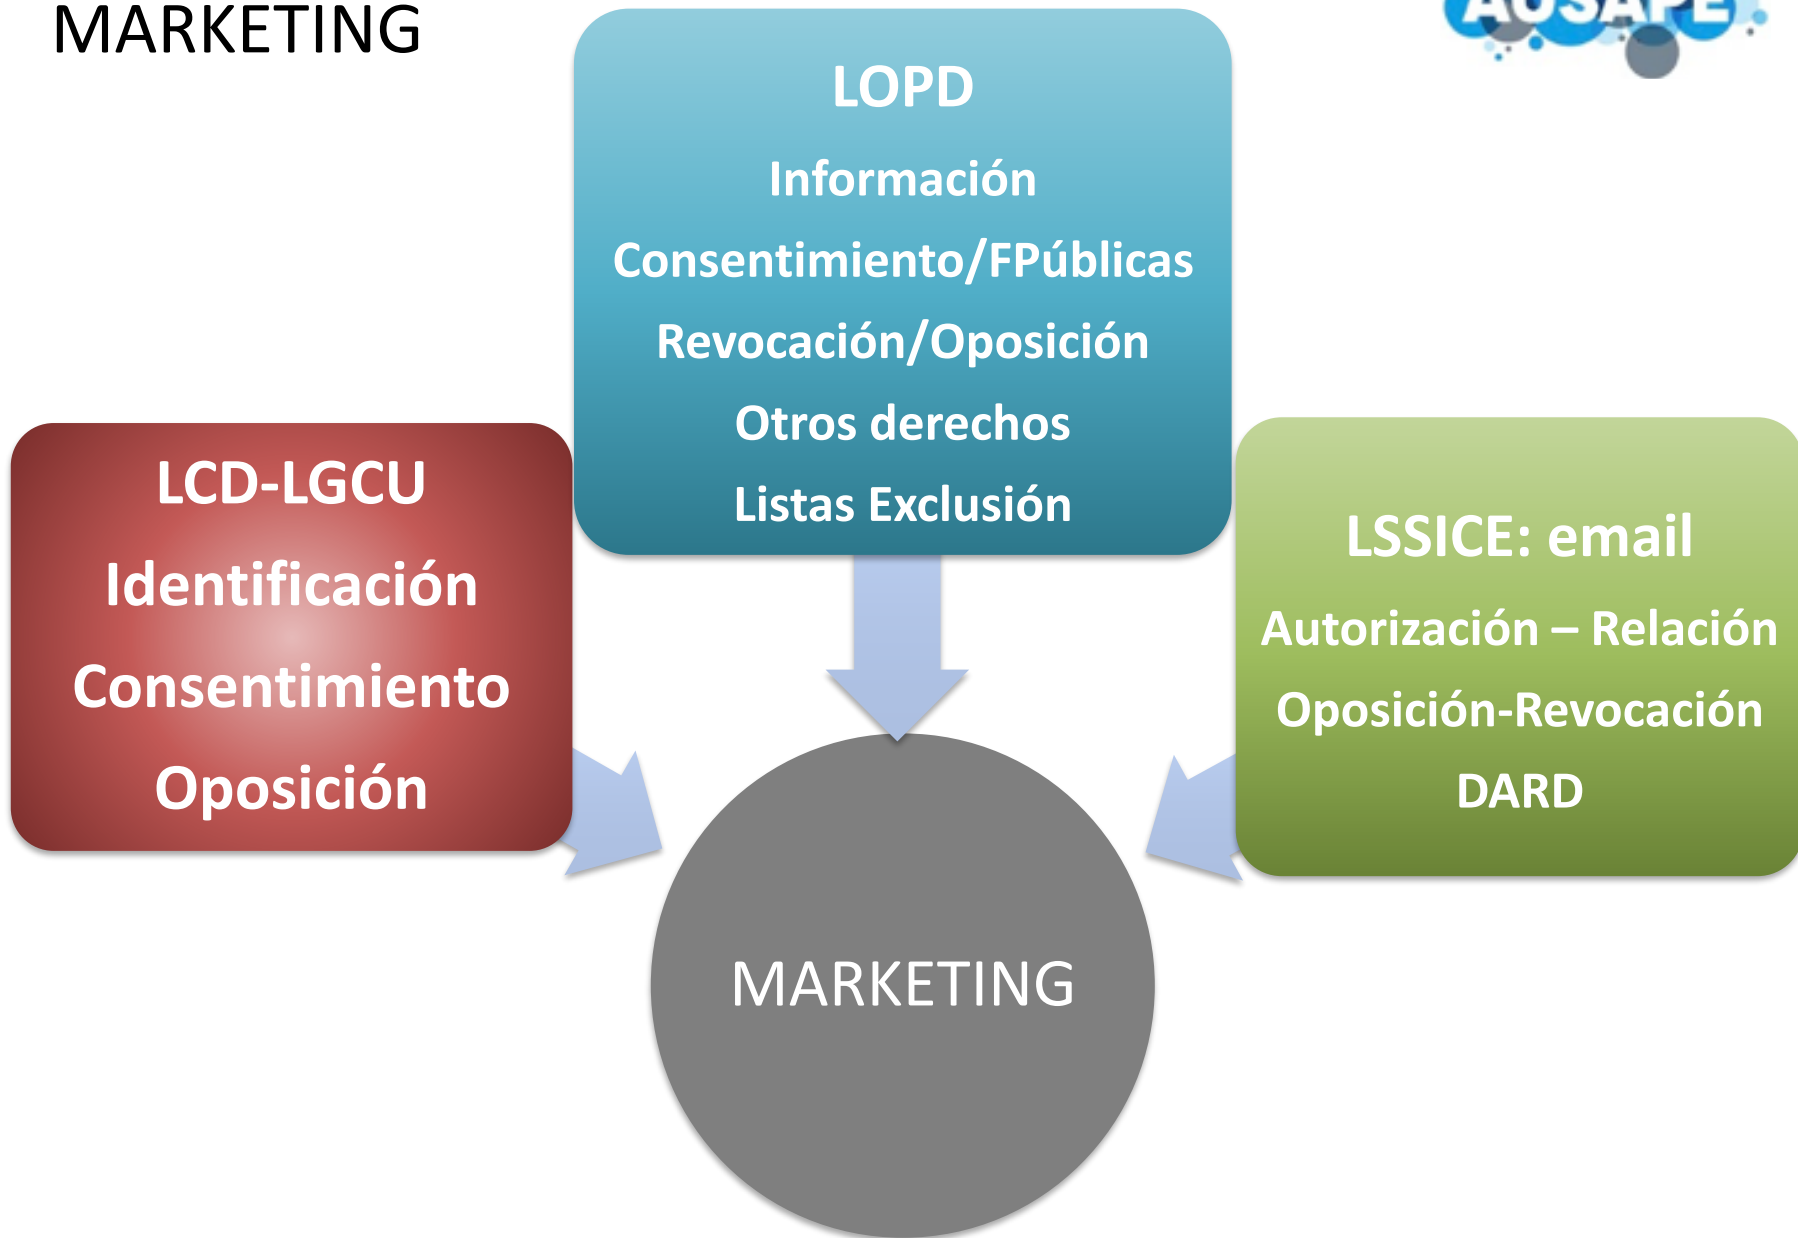 MARKETING
AUSAPE
LOPD
Información
Consentimiento/FPúblicas
Revocación/Oposición
Otros derechos
Listas Exclusión
LCD-LGCU
Identificación
Consentimiento
Oposición
LSSICE: email
Autorización – Relación
Oposición-Revocación
DARD
MARKETING